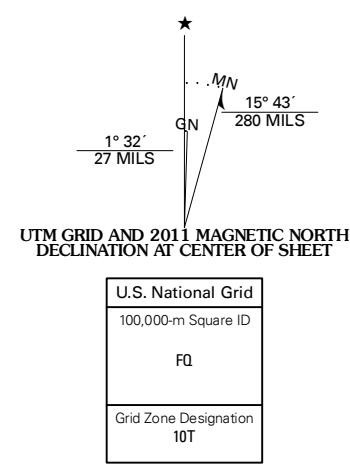 ★
MN
15° 43´
280 MILS
GN
1° 32´
27 MILS
UTM GRID AND 2011 MAGNETIC NORTH
DECLINATION AT CENTER OF SHEET
U.S. National Grid
100,000-m Square ID
FQ
Grid Zone Designation
10T